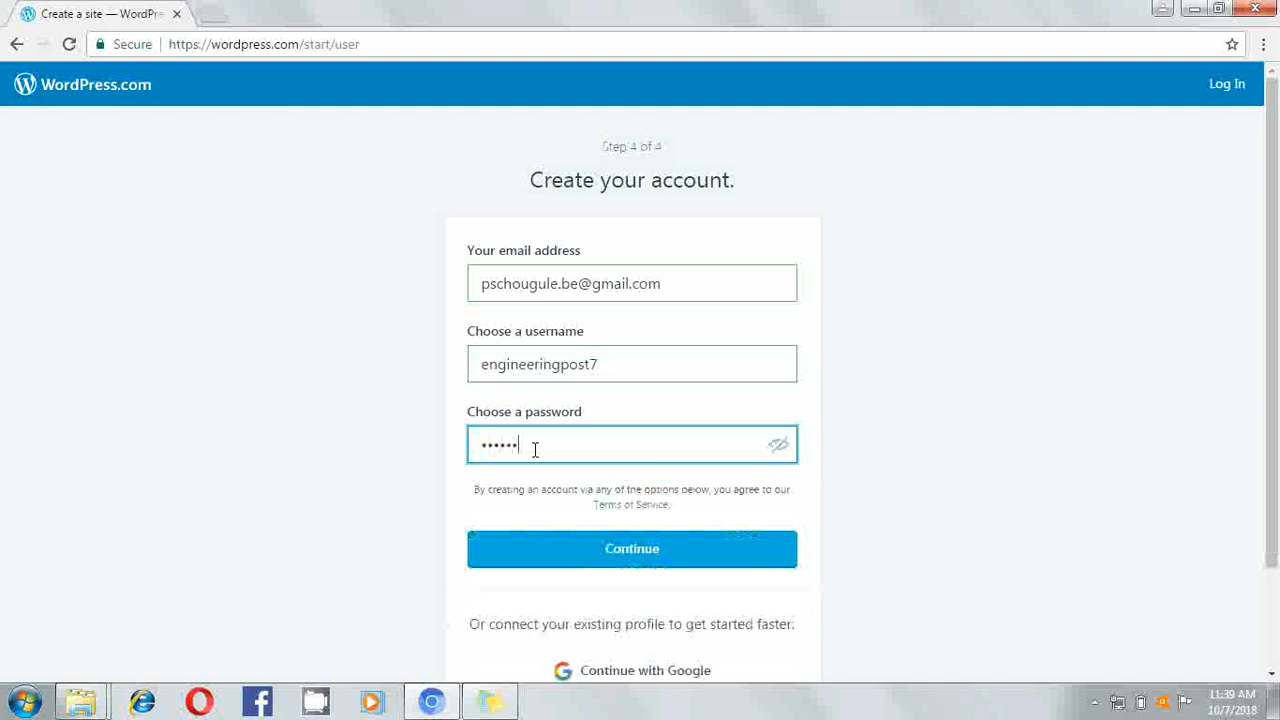 Create a site — WordPre
Secure https://wordpress.com/start/user
WordPress.com
Log In
Step 4 of 4
Create your account.
Your email address
pschougule.be@gmail.com
Choose a username
engineeringpost7
Choose a password
••••••
By creating an account via any of the options below, you agree to our
Terms of Service.
Continue
Or connect your existing profile to get started faster.
Continue with Google
11:39 AM
10/7/2018